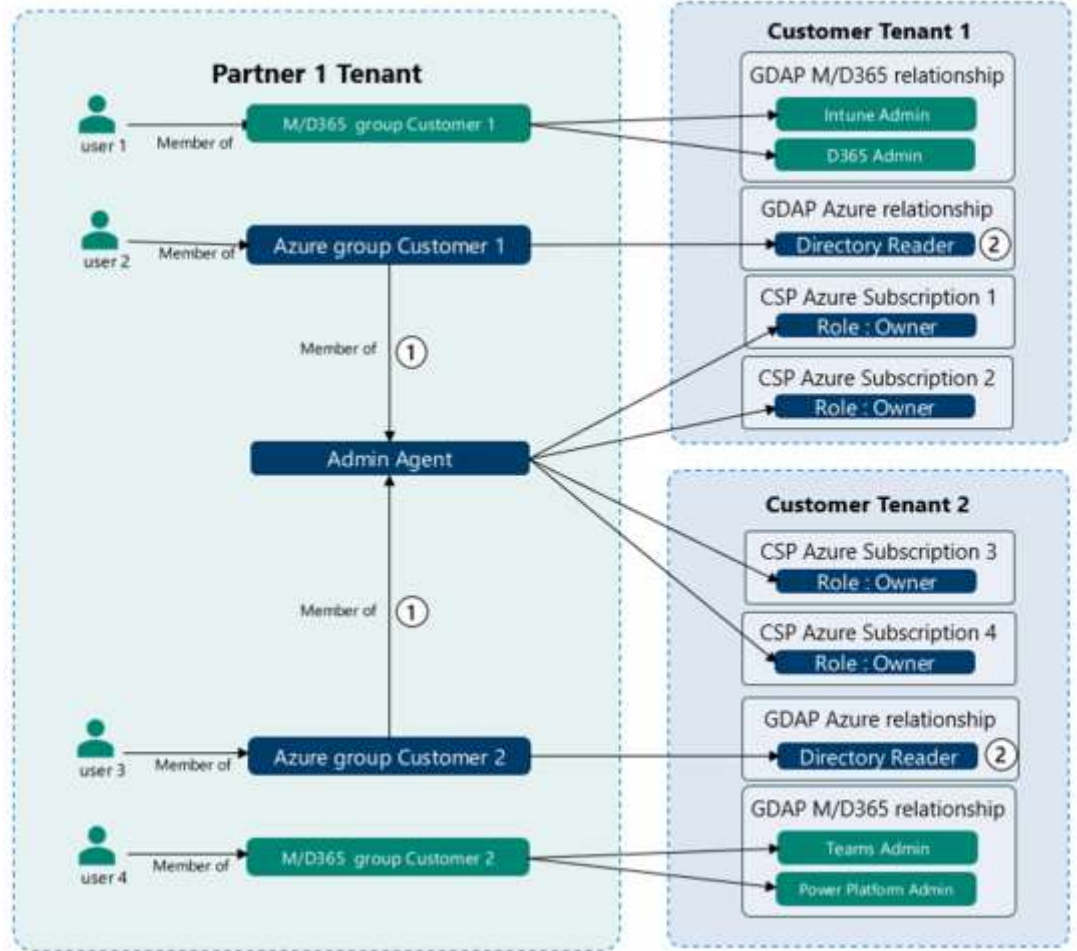 Partner 1 Tenant
user 1
Member of
M/D365 group Customer 1
user 2
Member of
Azure group Customer 1
Member of
1
Admin Agent
Member of
1
user 3
Member of
Azure group Customer 2
user 4
Member of
M/D365 group Customer 2
Customer Tenant 1
GDAP M/D365 relationship
Intune Admin
D365 Admin
GDAP Azure relationship
Directory Reader
2
CSP Azure Subscription 1
Role : Owner
CSP Azure Subscription 2
Role : Owner
Customer Tenant 2
CSP Azure Subscription 3
Role : Owner
CSP Azure Subscription 4
Role : Owner
GDAP Azure relationship
Directory Reader
2
GDAP M/D365 relationship
Teams Admin
Power Platform Admin